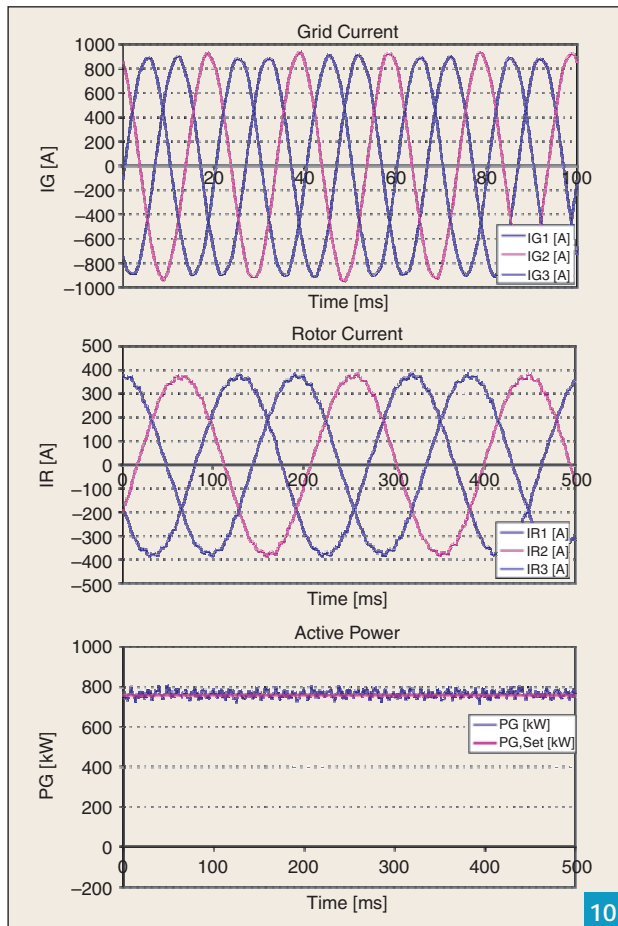 Grid Current
1000
800
600
400
200
0
−200
−400
−600
−800
−1000
IG [A]
20 40 60 80 100
IG1 [A]
IG2 [A]
IG3 [A]
Time [ms]
Rotor Current
500
400
300
200
100
0
−100
−200
−300
−400
−500
IR [A]
0 100 200 300 400 500
IR1 [A]
IR2 [A]
IR3 [A]
Time [ms]
Active Power
1000
800
600
400
200
0
−200
PG [kW]
0 100 200 300 400 500
PG [kW]
PG,Set [kW]
Time [ms]
10